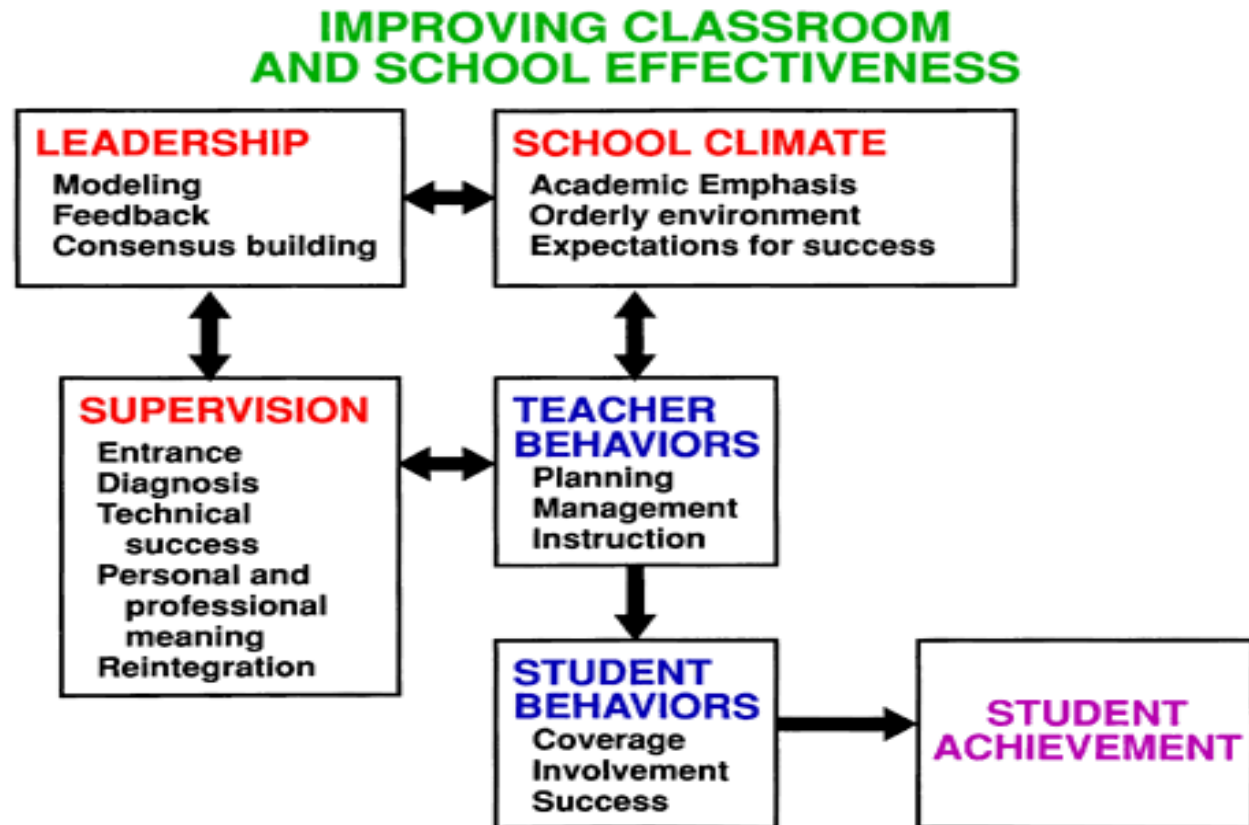 IMPROVING CLASSROOM
AND SCHOOL EFFECTIVENESS
LEADERSHIP
Modeling
Feedback
Consensus building
SCHOOL CLIMATE
Academic Emphasis
Orderly environment
Expectations for success
SUPERVISION
Entrance
Diagnosis
Technical
success
Personal and
professional
meaning
Reintegration
TEACHER
BEHAVIORS
Planning
Management
Instruction
STUDENT
BEHAVIORS
Coverage
Involvement
Success
STUDENT
ACHIEVEMENT